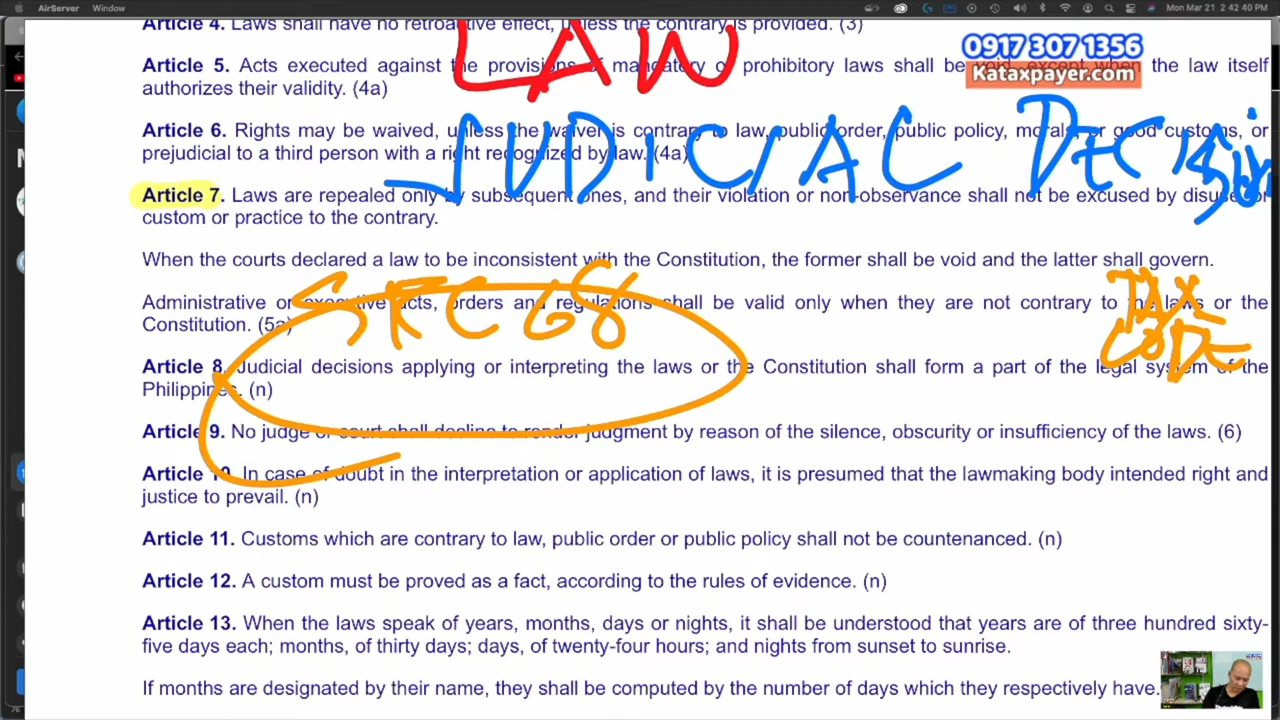 AirServer Window Mon Mar 21 2:42:40 PM
Article 4. Laws shall have no retroactive effect, unless the contrary is provided. (3)
LAW
0917 307 1356
Article 5. Acts executed against the provisions of mandatory or prohibitory laws shall be void, except when the law itself
Kataxpayer.com
authorizes their validity. (4a)
Article 6. Rights may be waived, unless the waiver is contrary to law, public order, public policy, morals, or good customs, or
JUDICIAL DECISION
prejudicial to a third person with a right recognized by law. (4a)
Article 7. Laws are repealed only by subsequent ones, and their violation or non-observance shall not be excused by disuse or
custom or practice to the contrary.
When the courts declared a law to be inconsistent with the Constitution, the former shall be void and the latter shall govern.
Administrative or executive acts, orders and regulations shall be valid only when they are not contrary to the laws or the
TAX
SRC 68
Constitution. (5a)
CODE
Article 8. Judicial decisions applying or interpreting the laws or the Constitution shall form a part of the legal system of the
Philippines. (n)
Article 9. No judge or court shall decline to render judgment by reason of the silence, obscurity or insufficiency of the laws. (6)
Article 10. In case of doubt in the interpretation or application of laws, it is presumed that the lawmaking body intended right and
justice to prevail. (n)
Article 11. Customs which are contrary to law, public order or public policy shall not be countenanced. (n)
Article 12. A custom must be proved as a fact, according to the rules of evidence. (n)
Article 13. When the laws speak of years, months, days or nights, it shall be understood that years are of three hundred sixty-
five days each; months, of thirty days; days, of twenty-four hours; and nights from sunset to sunrise.
If months are designated by their name, they shall be computed by the number of days which they respectively have.